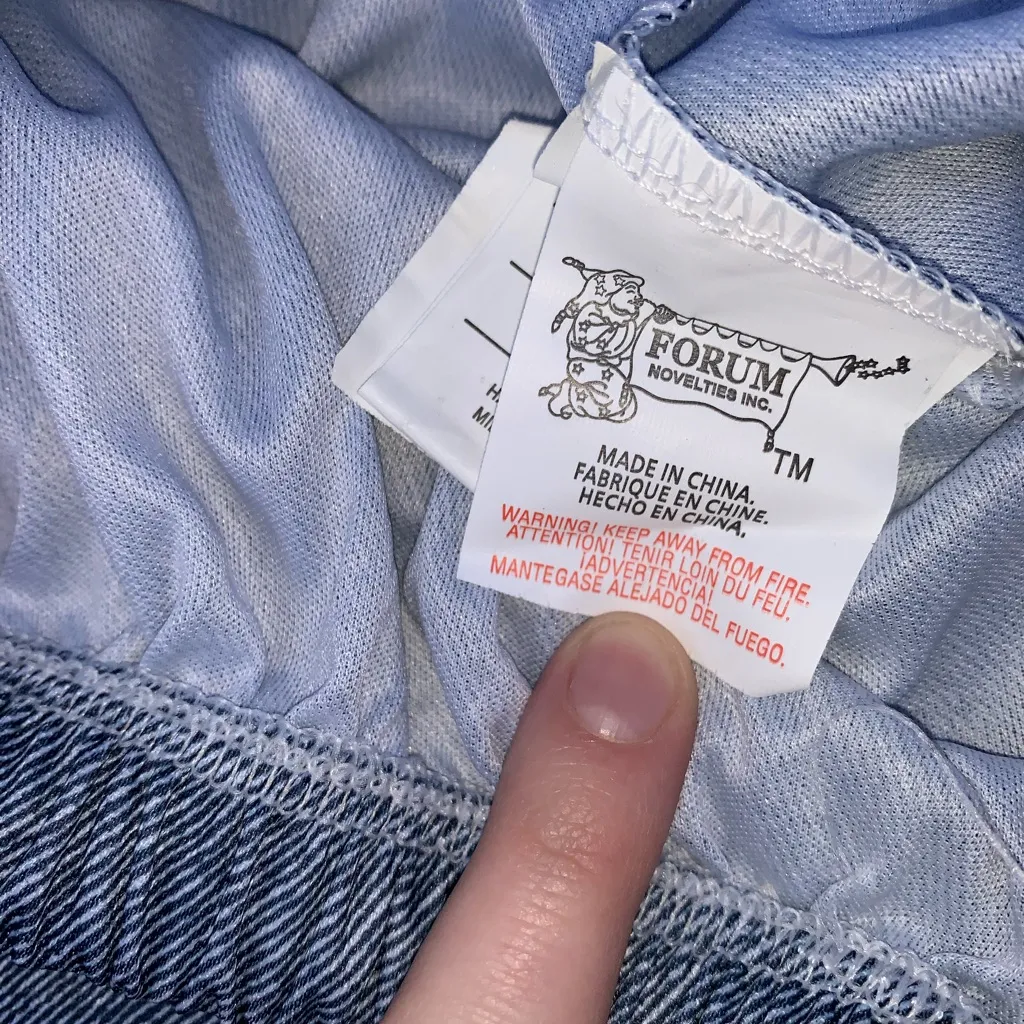 FORUM
NOVELTIES INC.
TM
MADE IN CHINA.
FABRIQUE EN CHINE.
HECHO EN CHINA.
WARNING! KEEP AWAY FROM FIRE.
ATTENTION! TENIR LOIN DU FEU.
¡ADVERTENCIA!
MANTEGASE ALEJADO DEL FUEGO.